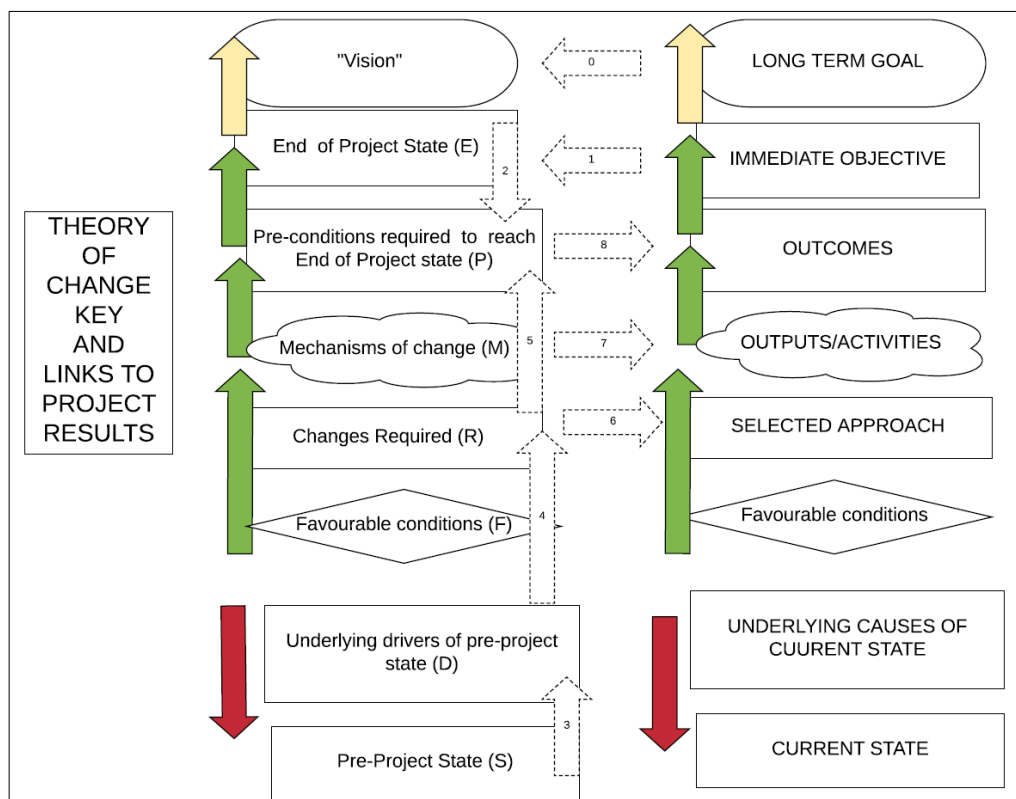 THEORY
OF
CHANGE
KEY
AND
LINKS TO
PROJECT
RESULTS
"Vision"
0
LONG TERM GOAL
End of Project State (E)
2
1
IMMEDIATE OBJECTIVE
Pre-conditions required to reach
End of Project state (P)
8
OUTCOMES
Mechanisms of change (M)
5
7
OUTPUTS/ACTIVITIES
Changes Required (R)
6
SELECTED APPROACH
Favourable conditions (F)
4
Favourable conditions
Underlying drivers of pre-project
state (D)
UNDERLYING CAUSES OF
CUURENT STATE
3
Pre-Project State (S)
CURRENT STATE